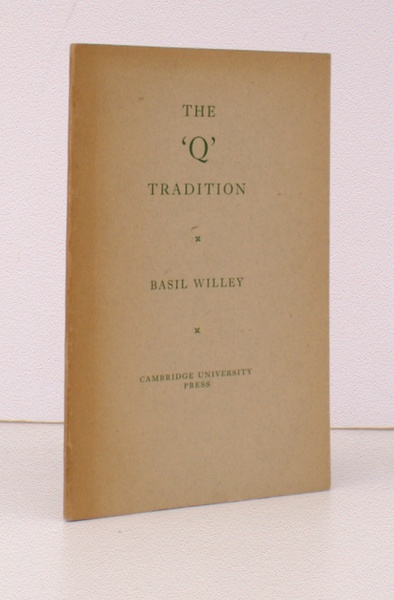 THE
‘Q’
TRADITION
BASIL WILLEY
CAMBRIDGE UNIVERSITY
PRESS